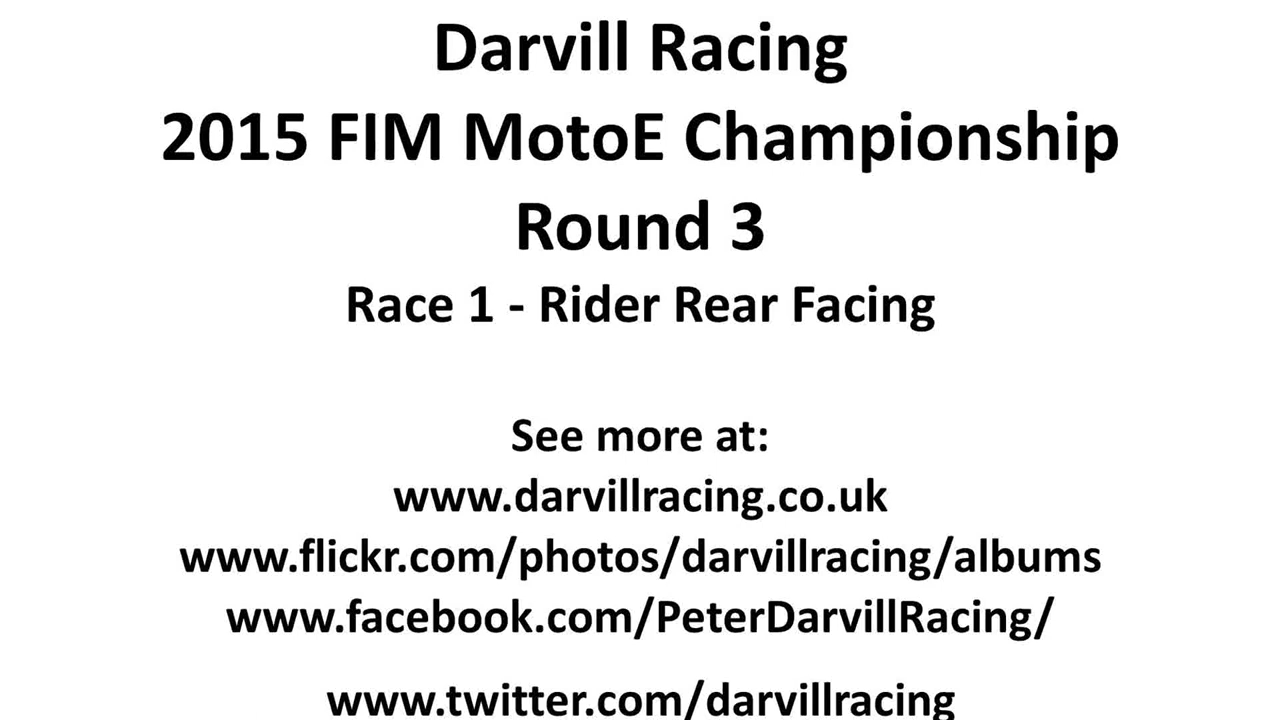 Darvill Racing
2015 FIM MotoE Championship
Round 3
Race 1 - Rider Rear Facing
See more at:
www.darvillracing.co.uk
www.flickr.com/photos/darvillracing/albums
www.facebook.com/PeterDarvillRacing/
www.twitter.com/darvillracing